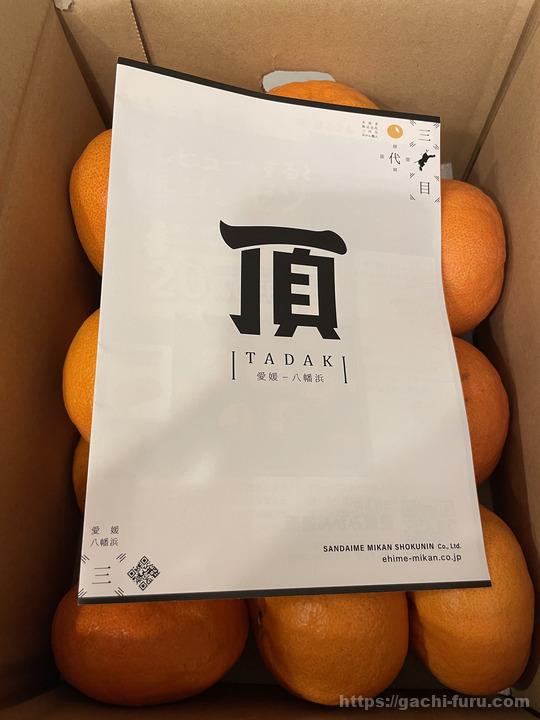 三
代
目
頂
TADAKI
愛媛－八幡浜
愛媛
八幡浜
三
SANDAIME MIKAN SHOKUNIN Co., Ltd.
ehime-mikan.co.jp
https://gachi-furu.com